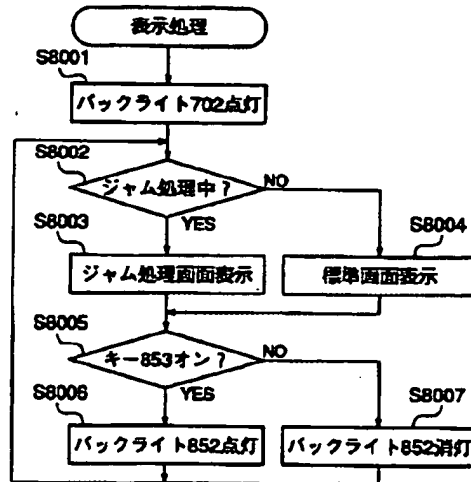 表示処理
S8001
バックライト702点灯
S8002
ジャム処理中?
NO
YES
S8003
S8004
ジャム処理画面表示
標準画面表示
S8005
キー853オン?
NO
YES
S8006
S8007
バックライト852点灯
バックライト852消灯